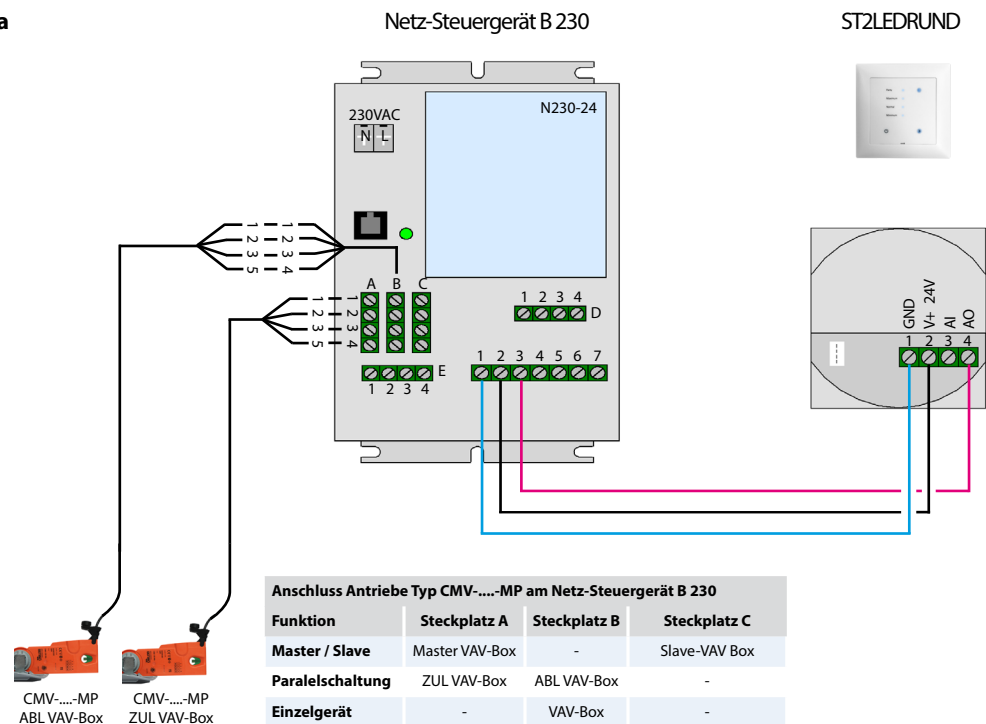 a
Netz-Steuergerät B 230
ST2LEDRUND
230VAC
N L
N230-24
1 1
2 2
3 3
5 4
A B C
1 1
2 2
3 3
5 4
1 2 3 4
D
E
1 2 3 4
1 2 3 4 5 6 7
GND
V+ 24V
AI
AO
1 2 3 4
CMV-....-MP
ABL VAV-Box
CMV-....-MP
ZUL VAV-Box
Anschluss Antriebe Typ CMV-....-MP am Netz-Steuergerät B 230
Funktion Steckplatz A Steckplatz B Steckplatz C
Master / Slave Master VAV-Box - Slave-VAV Box
Paralelschaltung ZUL VAV-Box ABL VAV-Box -
Einzelgerät - VAV-Box -